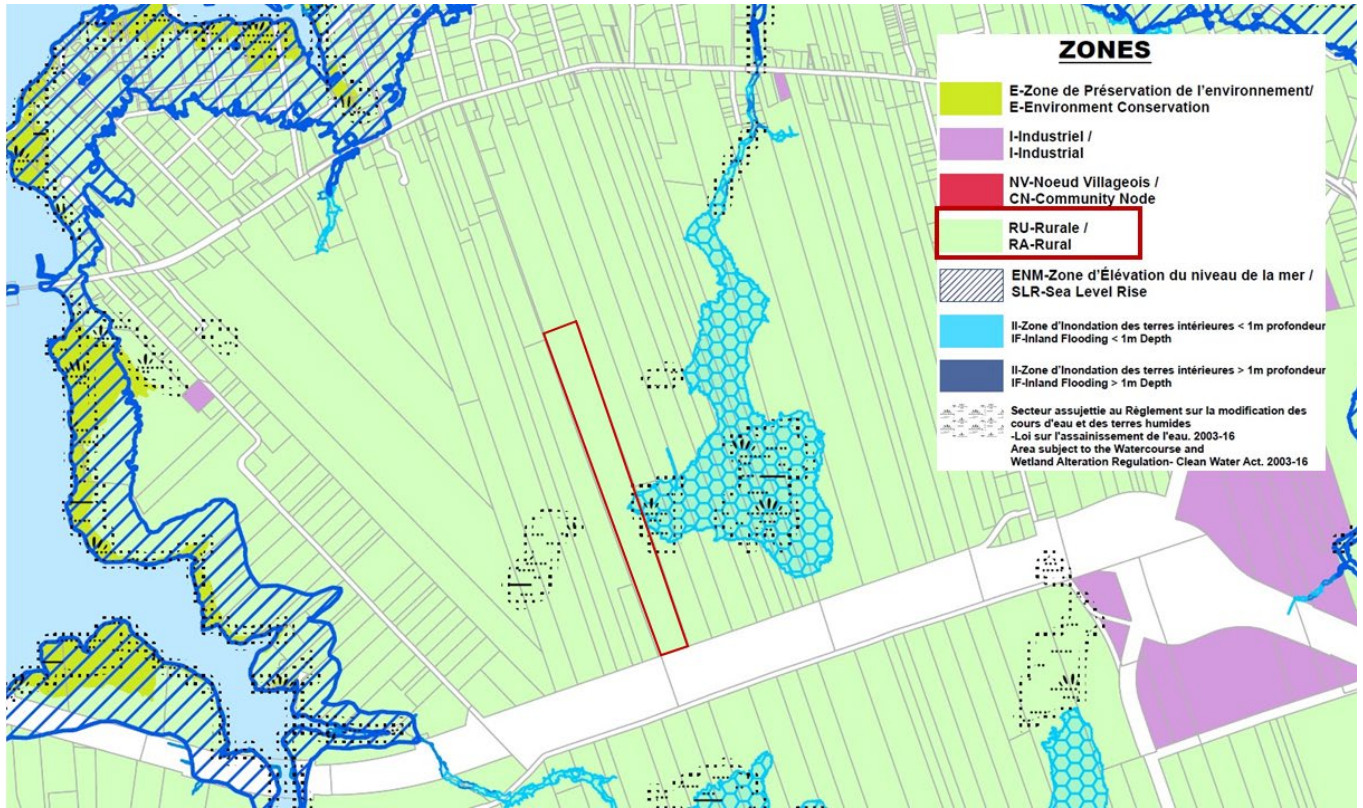 ZONES
E-Zone de Préservation de l'environnement/
E-Environment Conservation
I-Industriel /
I-Industrial
NV-Noeud Villageois /
CN-Community Node
RU-Rurale /
RA-Rural
ENM-Zone d'Élévation du niveau de la mer /
SLR-Sea Level Rise
II-Zone d'Inondation des terres intérieures < 1m profondeur
IF-Inland Flooding < 1m Depth
II-Zone d'Inondation des terres intérieures > 1m profondeur
IF-Inland Flooding > 1m Depth
Secteur assujettie au Règlement sur la modification des
cours d'eau et des terres humides
-Loi sur l'assainissement de l'eau. 2003-16
Area subject to the Watercourse and
Wetland Alteration Regulation- Clean Water Act. 2003-16